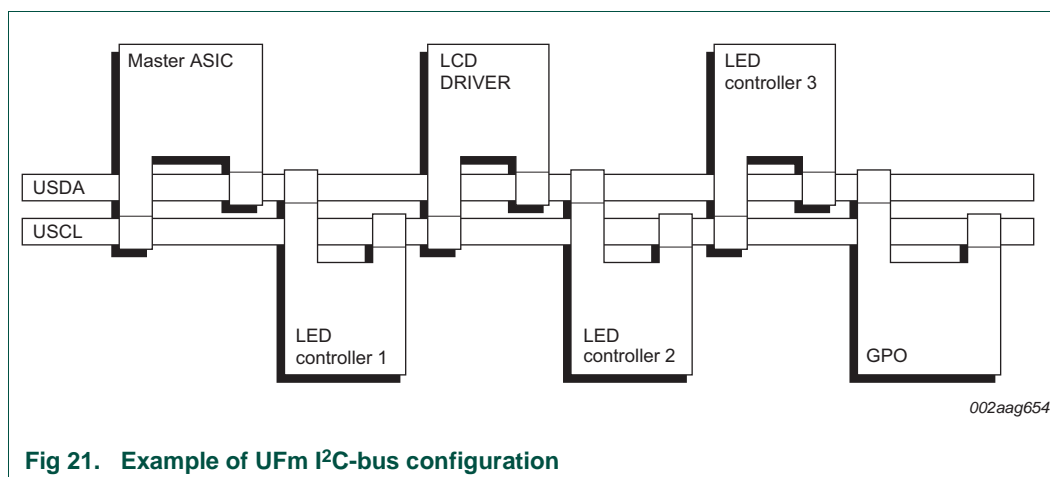 Master ASIC
LCD
DRIVER
LED
controller 3
USDA
USCL
LED
controller 1
LED
controller 2
GPO
002aag654
Fig 21. Example of UFm I²C-bus configuration